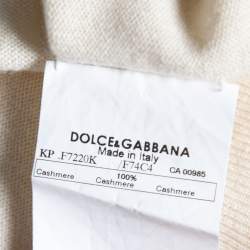 DOLCE&GABBANA
Made in Italy
KP .F7220K /F74C4 CA 00985
100%
Cashmere Cashmere Cashmere